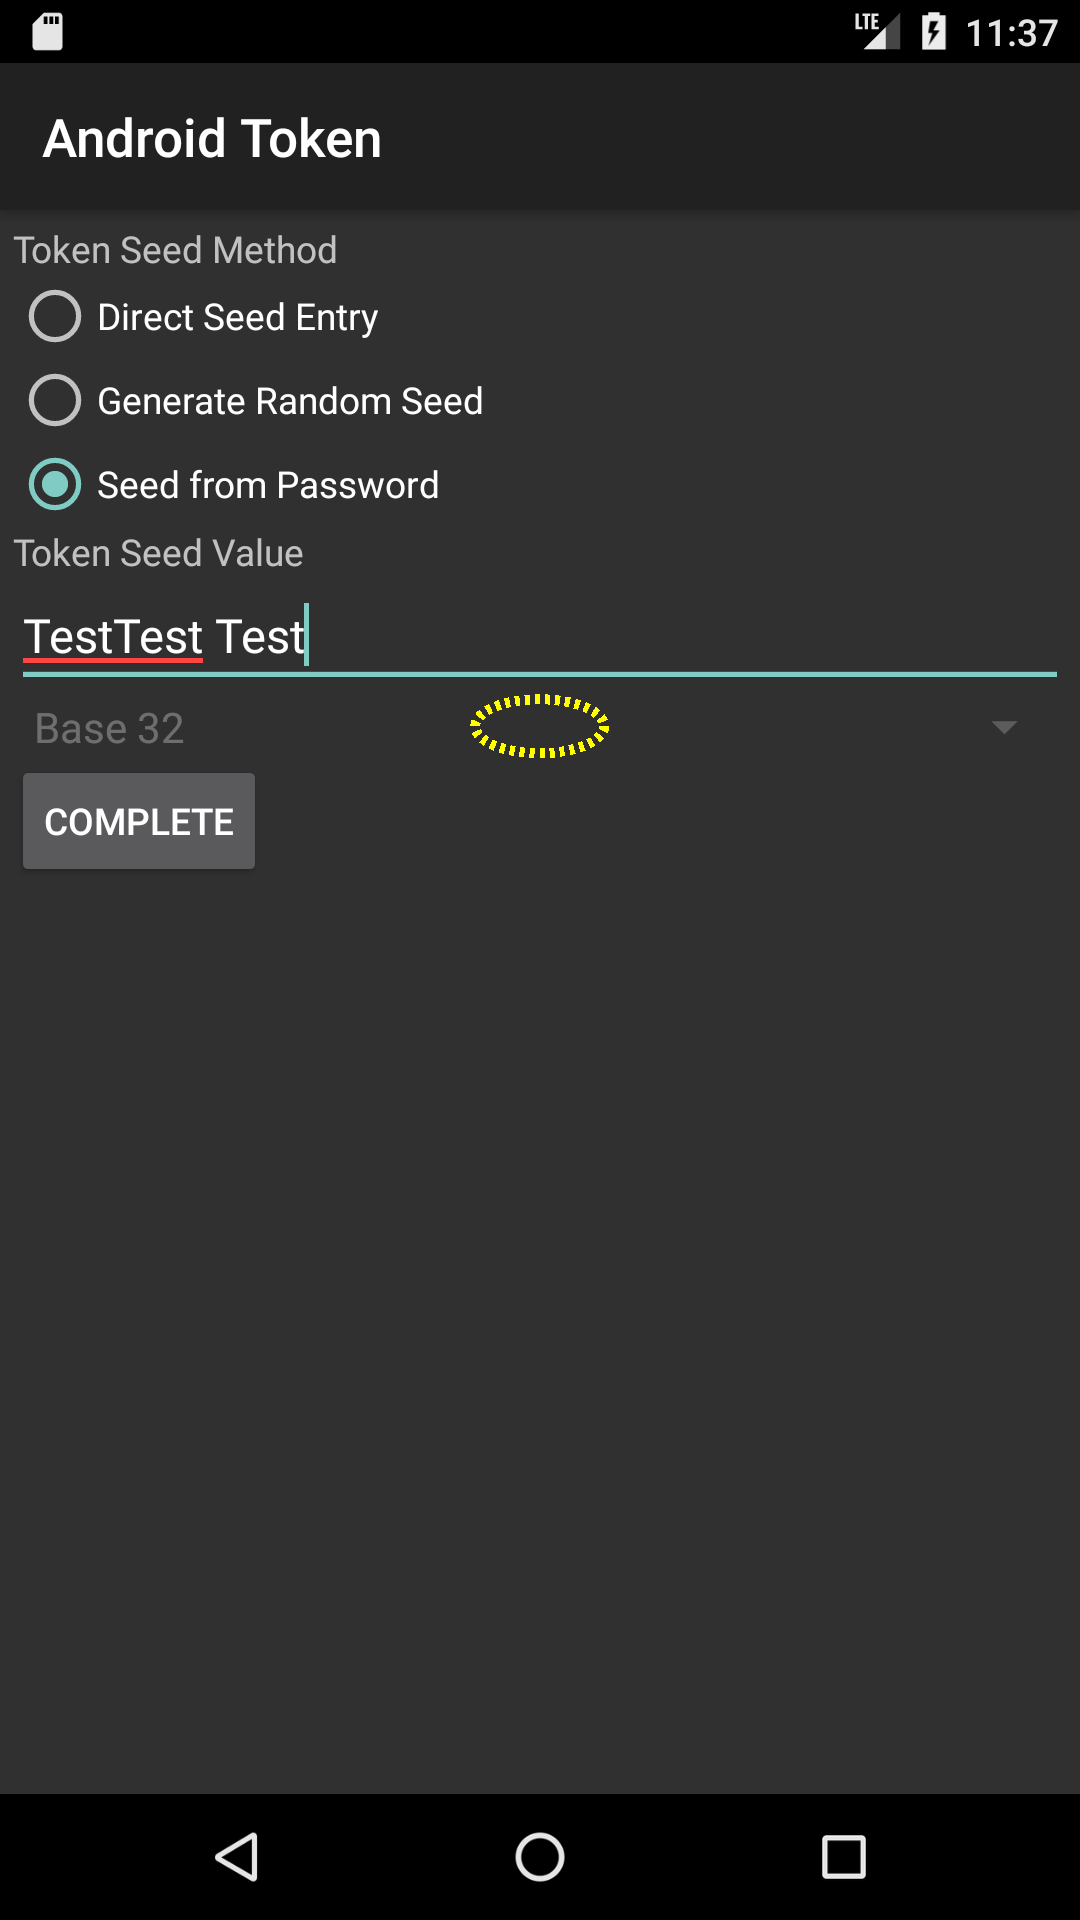 LTE 11:37
Android Token
Token Seed Method
Direct Seed Entry
Generate Random Seed
Seed from Password
Token Seed Value
TestTest Test
Base 32
COMPLETE